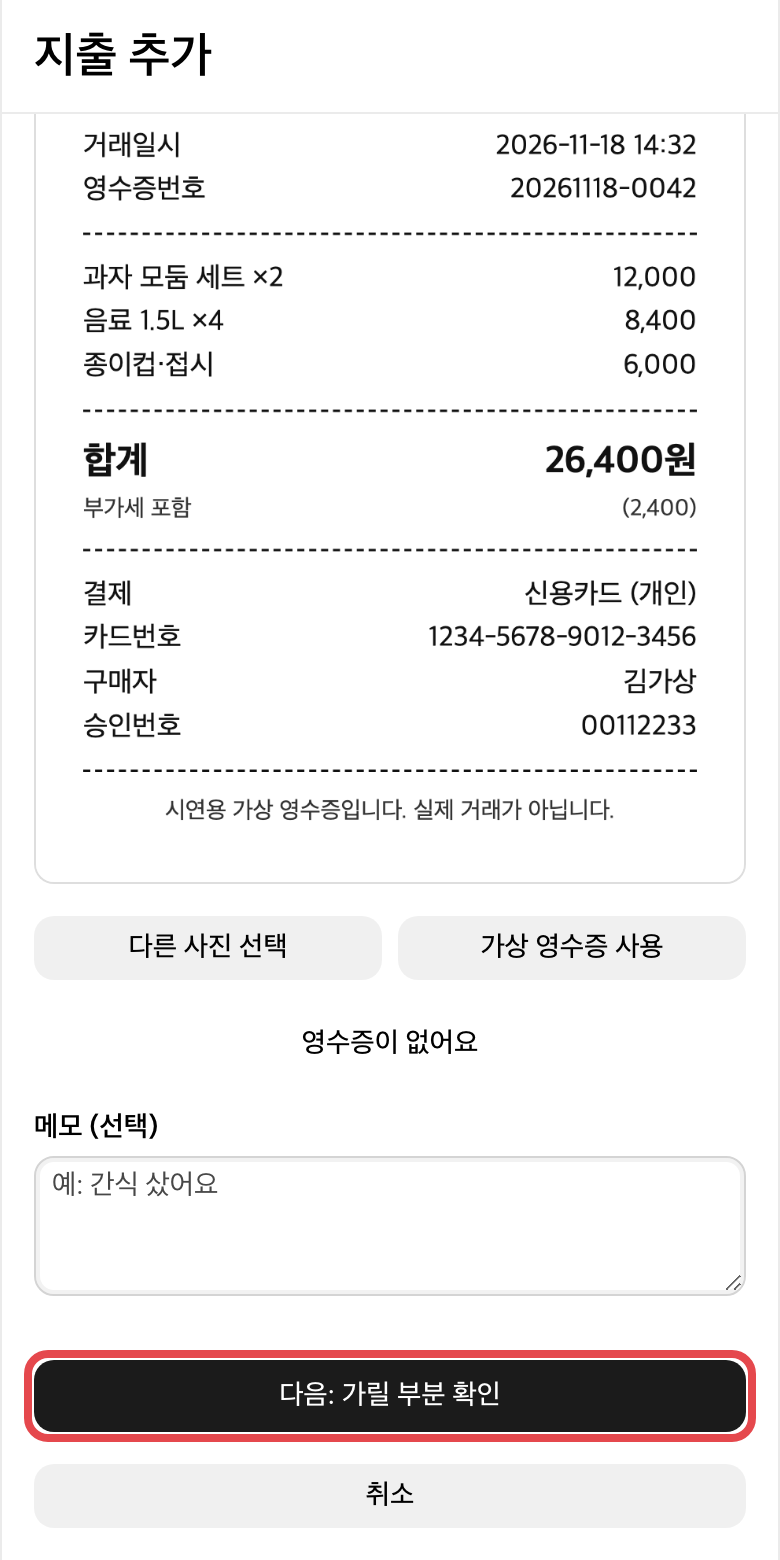 지출 추가
거래일시 2026-11-18 14:32
영수증번호 20261118-0042
과자 모둠 세트 ×2 12,000
음료 1.5L ×4 8,400
종이컵·접시 6,000
합계 26,400원
부가세 포함 (2,400)
결제 신용카드 (개인)
카드번호 1234-5678-9012-3456
구매자 김가상
승인번호 00112233
시연용 가상 영수증입니다. 실제 거래가 아닙니다.
다른 사진 선택 가상 영수증 사용
영수증이 없어요
메모 (선택)
예: 간식 샀어요
다음: 가릴 부분 확인
취소